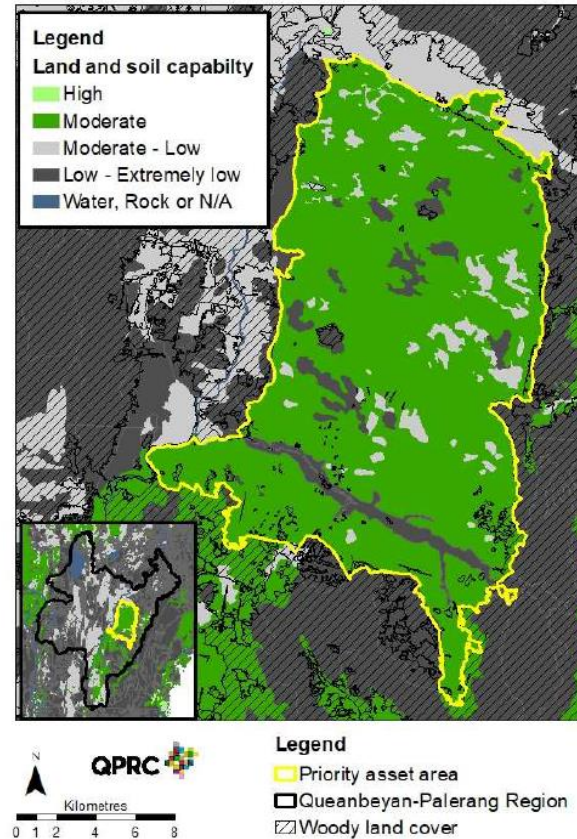 Legend
Land and soil capabilty
High
Moderate
Moderate - Low
Low - Extremely low
Water, Rock or N/A
N
QPRC
Kilometres
0 1 2 4 6 8
Legend
Priority asset area
Queanbeyan-Palerang Region
Woody land cover